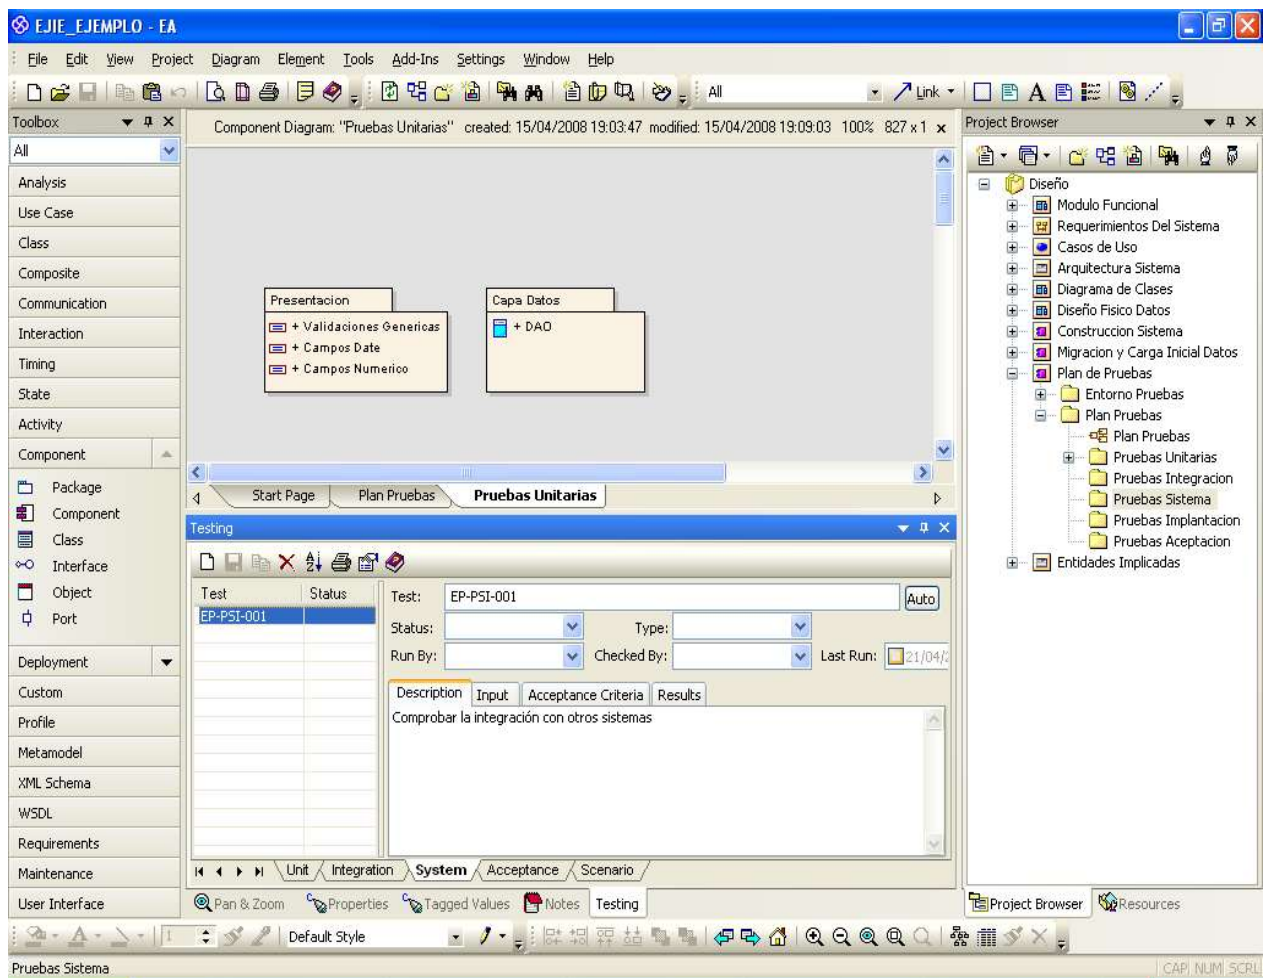 EJIE_EJEMPLO - EA
File Edit View Project Diagram Element Tools Add-Ins Settings Window Help
All Link
Toolbox
All
Analysis
Use Case
Class
Composite
Communication
Interaction
Timing
State
Activity
Component
Package
Component
Class
Interface
Object
Port
Deployment
Custom
Profile
Metamodel
XML Schema
WSDL
Requirements
Maintenance
User Interface
Component Diagram: "Pruebas Unitarias" created: 15/04/2008 19:03:47 modified: 15/04/2008 19:09:03 100% 827 x 1
Presentacion
+ Validaciones Genericas
+ Campos Date
+ Campos Numerico
Capa Datos
+ DAO
Start Page Plan Pruebas Pruebas Unitarias
Testing
Test Status
EP-PSI-001
Test: EP-PSI-001 Auto
Status: Type:
Run By: Checked By: Last Run: 21/04/2
Description Input Acceptance Criteria Results
Comprobar la integración con otros sistemas
Unit Integration System Acceptance Scenario
Pan & Zoom Properties Tagged Values Notes Testing
Project Browser
Diseño
Modulo Funcional
Requerimientos Del Sistema
Casos de Uso
Arquitectura Sistema
Diagrama de Clases
Diseño Fisico Datos
Construccion Sistema
Migracion y Carga Inicial Datos
Plan de Pruebas
Entorno Pruebas
Plan Pruebas
Plan Pruebas
Pruebas Unitarias
Pruebas Integracion
Pruebas Sistema
Pruebas Implantacion
Pruebas Aceptacion
Entidades Implicadas
Project Browser Resources
1 Default Style
Pruebas Sistema
CAP NUM SCRL